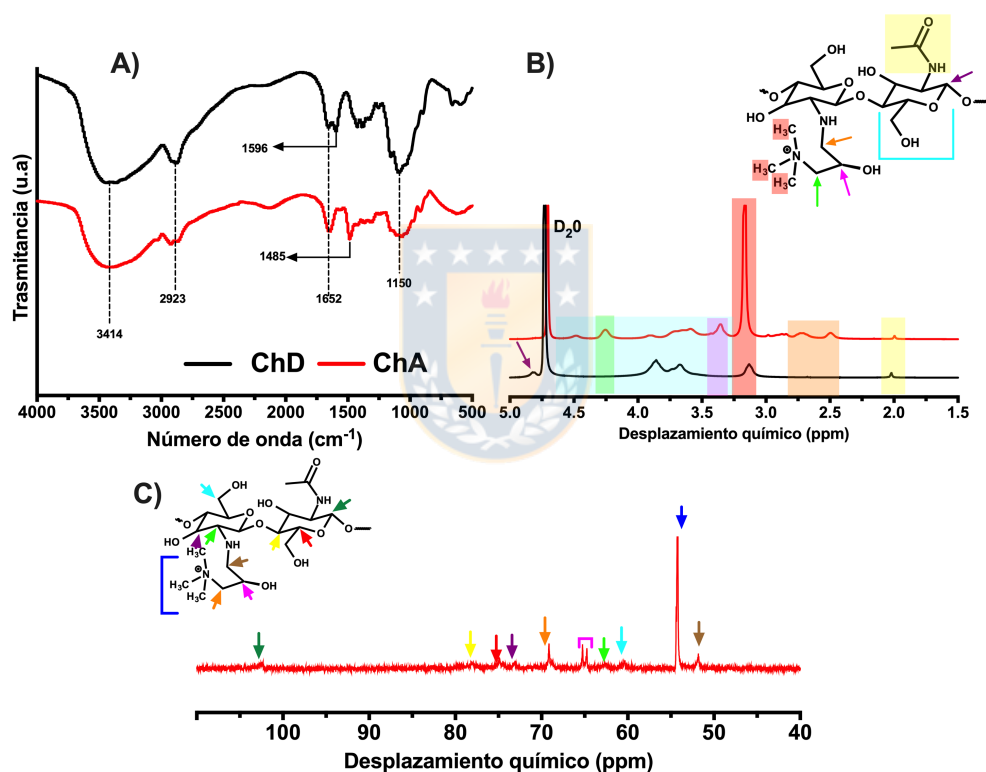 A)
Trasmitancia (u.a)
1596
1485
3414
2923
1652
1150
ChD
ChA
4000 3500 3000 2500 2000 1500 1000 500
Número de onda (cm-1)
B)
OH
O
NH
HO
O
O
O
O
O
HO
NH
OH
H3C
N
⊕
H3C
CH3
OH
D20
5.0 4.5 4.0 3.5 3.0 2.5 2.0 1.5
Desplazamiento químico (ppm)
C)
OH
O
NH
HO
O
O
O
O
O
HO
NH
OH
H3C
⊕
N
H3C
CH3
OH
100 90 80 70 60 50 40
Desplazamiento químico (ppm)